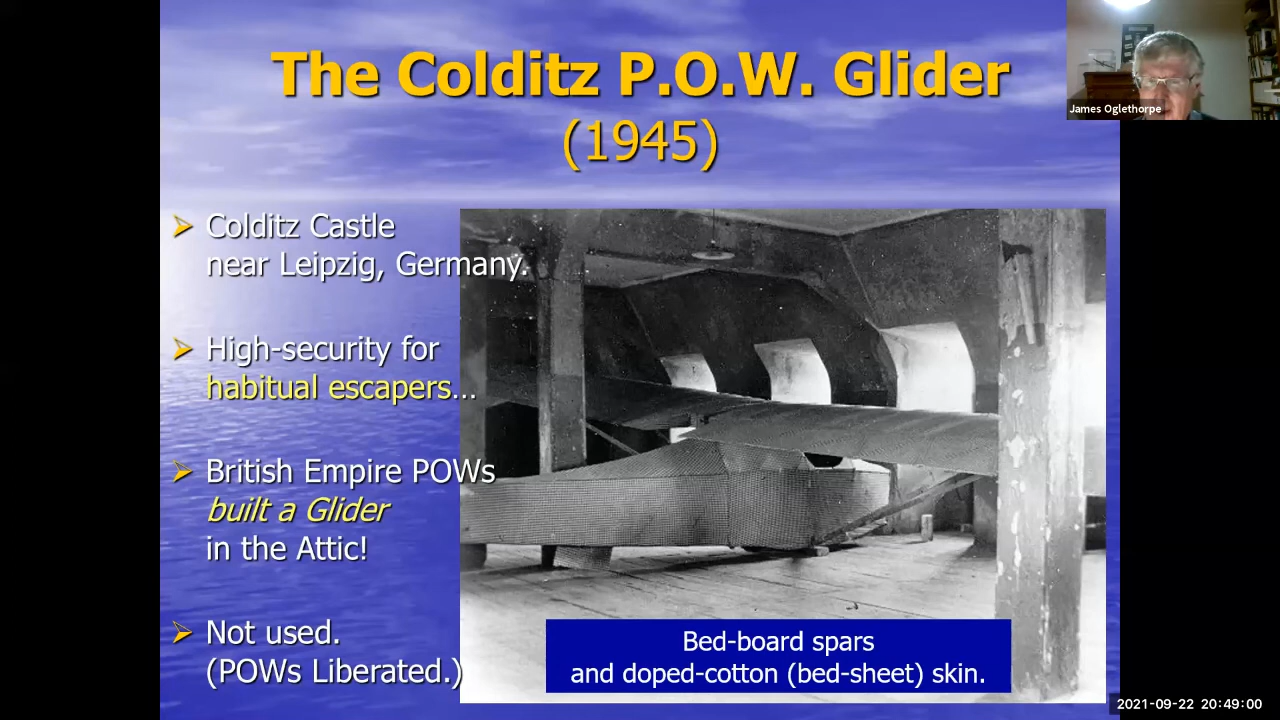 The Colditz P.O.W. Glider
(1945)
James Oglethorpe
Colditz Castle
near Leipzig, Germany.
High-security for
habitual escapers...
British Empire POWs
built a Glider
in the Attic!
Not used.
(POWs Liberated.)
Bed-board spars
and doped-cotton (bed-sheet) skin.
2021-09-22 20:49:00